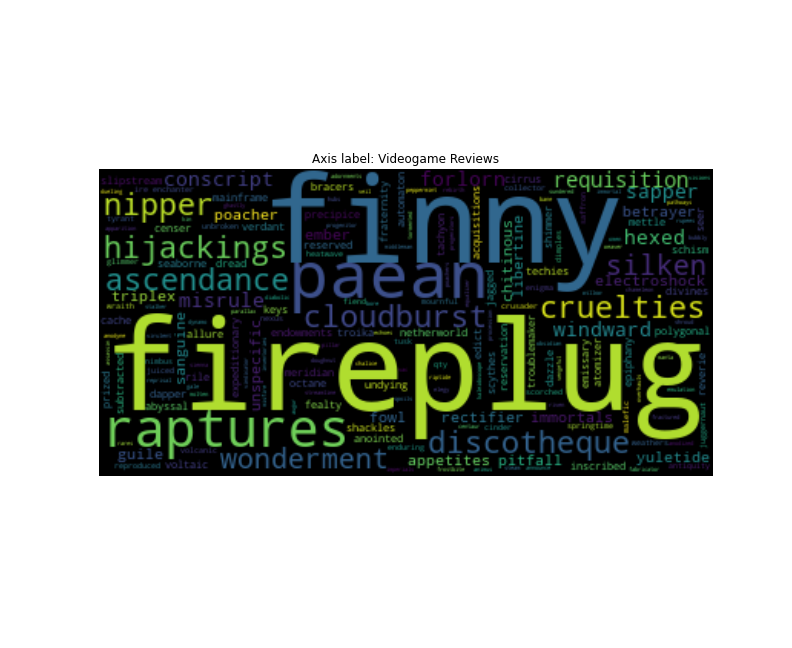 Axis label: Videogame Reviews
slipstream conscript finny forlorn cirrus requisition
bracers fraternity automaton collector sapper
nipper poacher precipice acquisitions betrayer seer
tyrant censer unbroken verdant ember tachyon shimmer mettle
hijackings reserved chitinous libertine hexed schism
glimmer seaborne dread heatwave paean techies silken
ascendance jagged electroshock
triplex misrule fiend mournful crusader cruelties divines
wraith keys cloudburst
cache allure troika netherworld edict windward polygonal
sanguine expeditionary unspecific endowments fireplug reservation troublemaker emissary atomizer epiphany
nimbus meridian tusk qty dazzle reverie
prized subtracted juiced rile octane undying scythes scorched
dapper fealty malefic juggernaut
abyssal raptures shackles fowl rectifier immortals
anointed cinder springtime
guile volcanic wonderment enduring discotheque yuletide
reproduced voltaic appetites pitfall inscribed antiquity